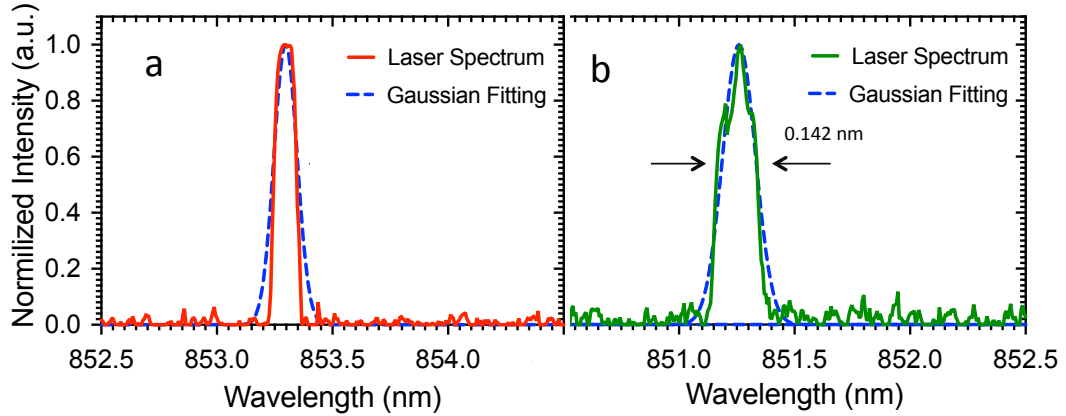 Normilized Intensity (a.u.)
1.0
0.8
0.6
0.4
0.2
0.0
a
Laser Spectrum
Gaussian Fitting
852.5
853.0
853.5
854.0
Wavelength (nm)
b
Laser Spectrum
Gaussian Fitting
0.142 nm
851.0
851.5
852.0
852.5
Wavelength (nm)